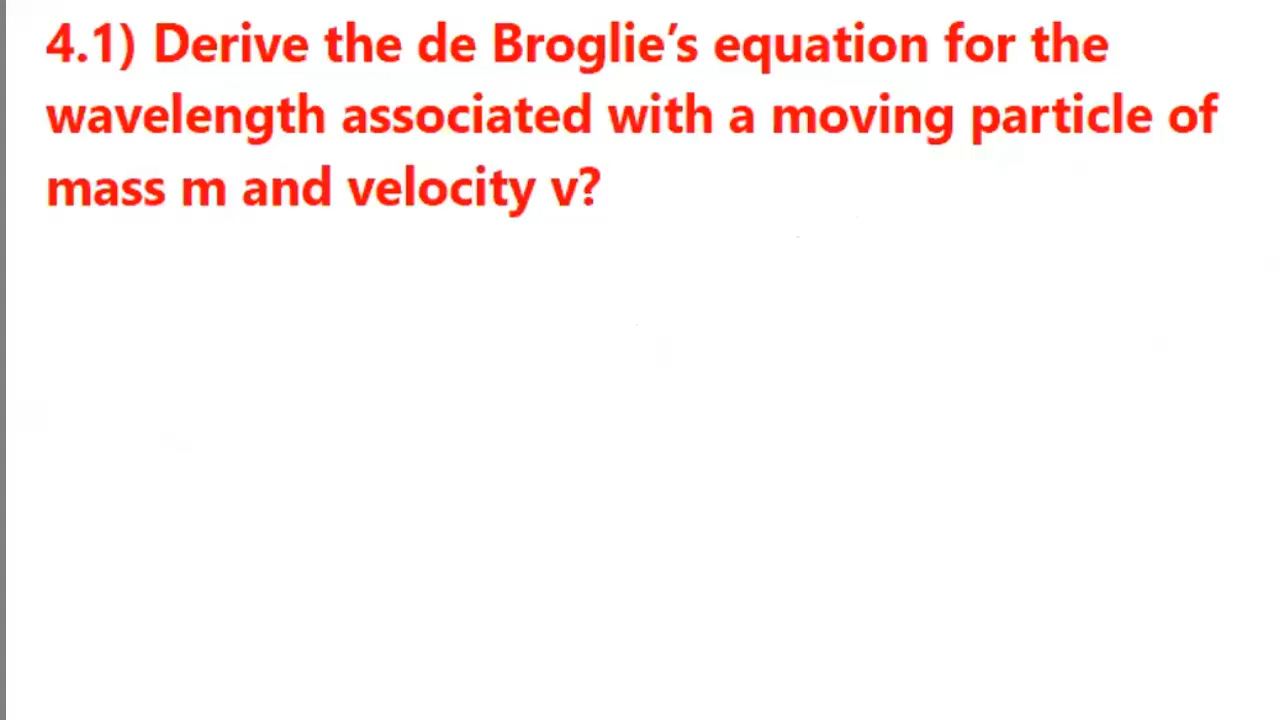 4.1) Derive the de Broglie’s equation for the
wavelength associated with a moving particle of
mass m and velocity v?